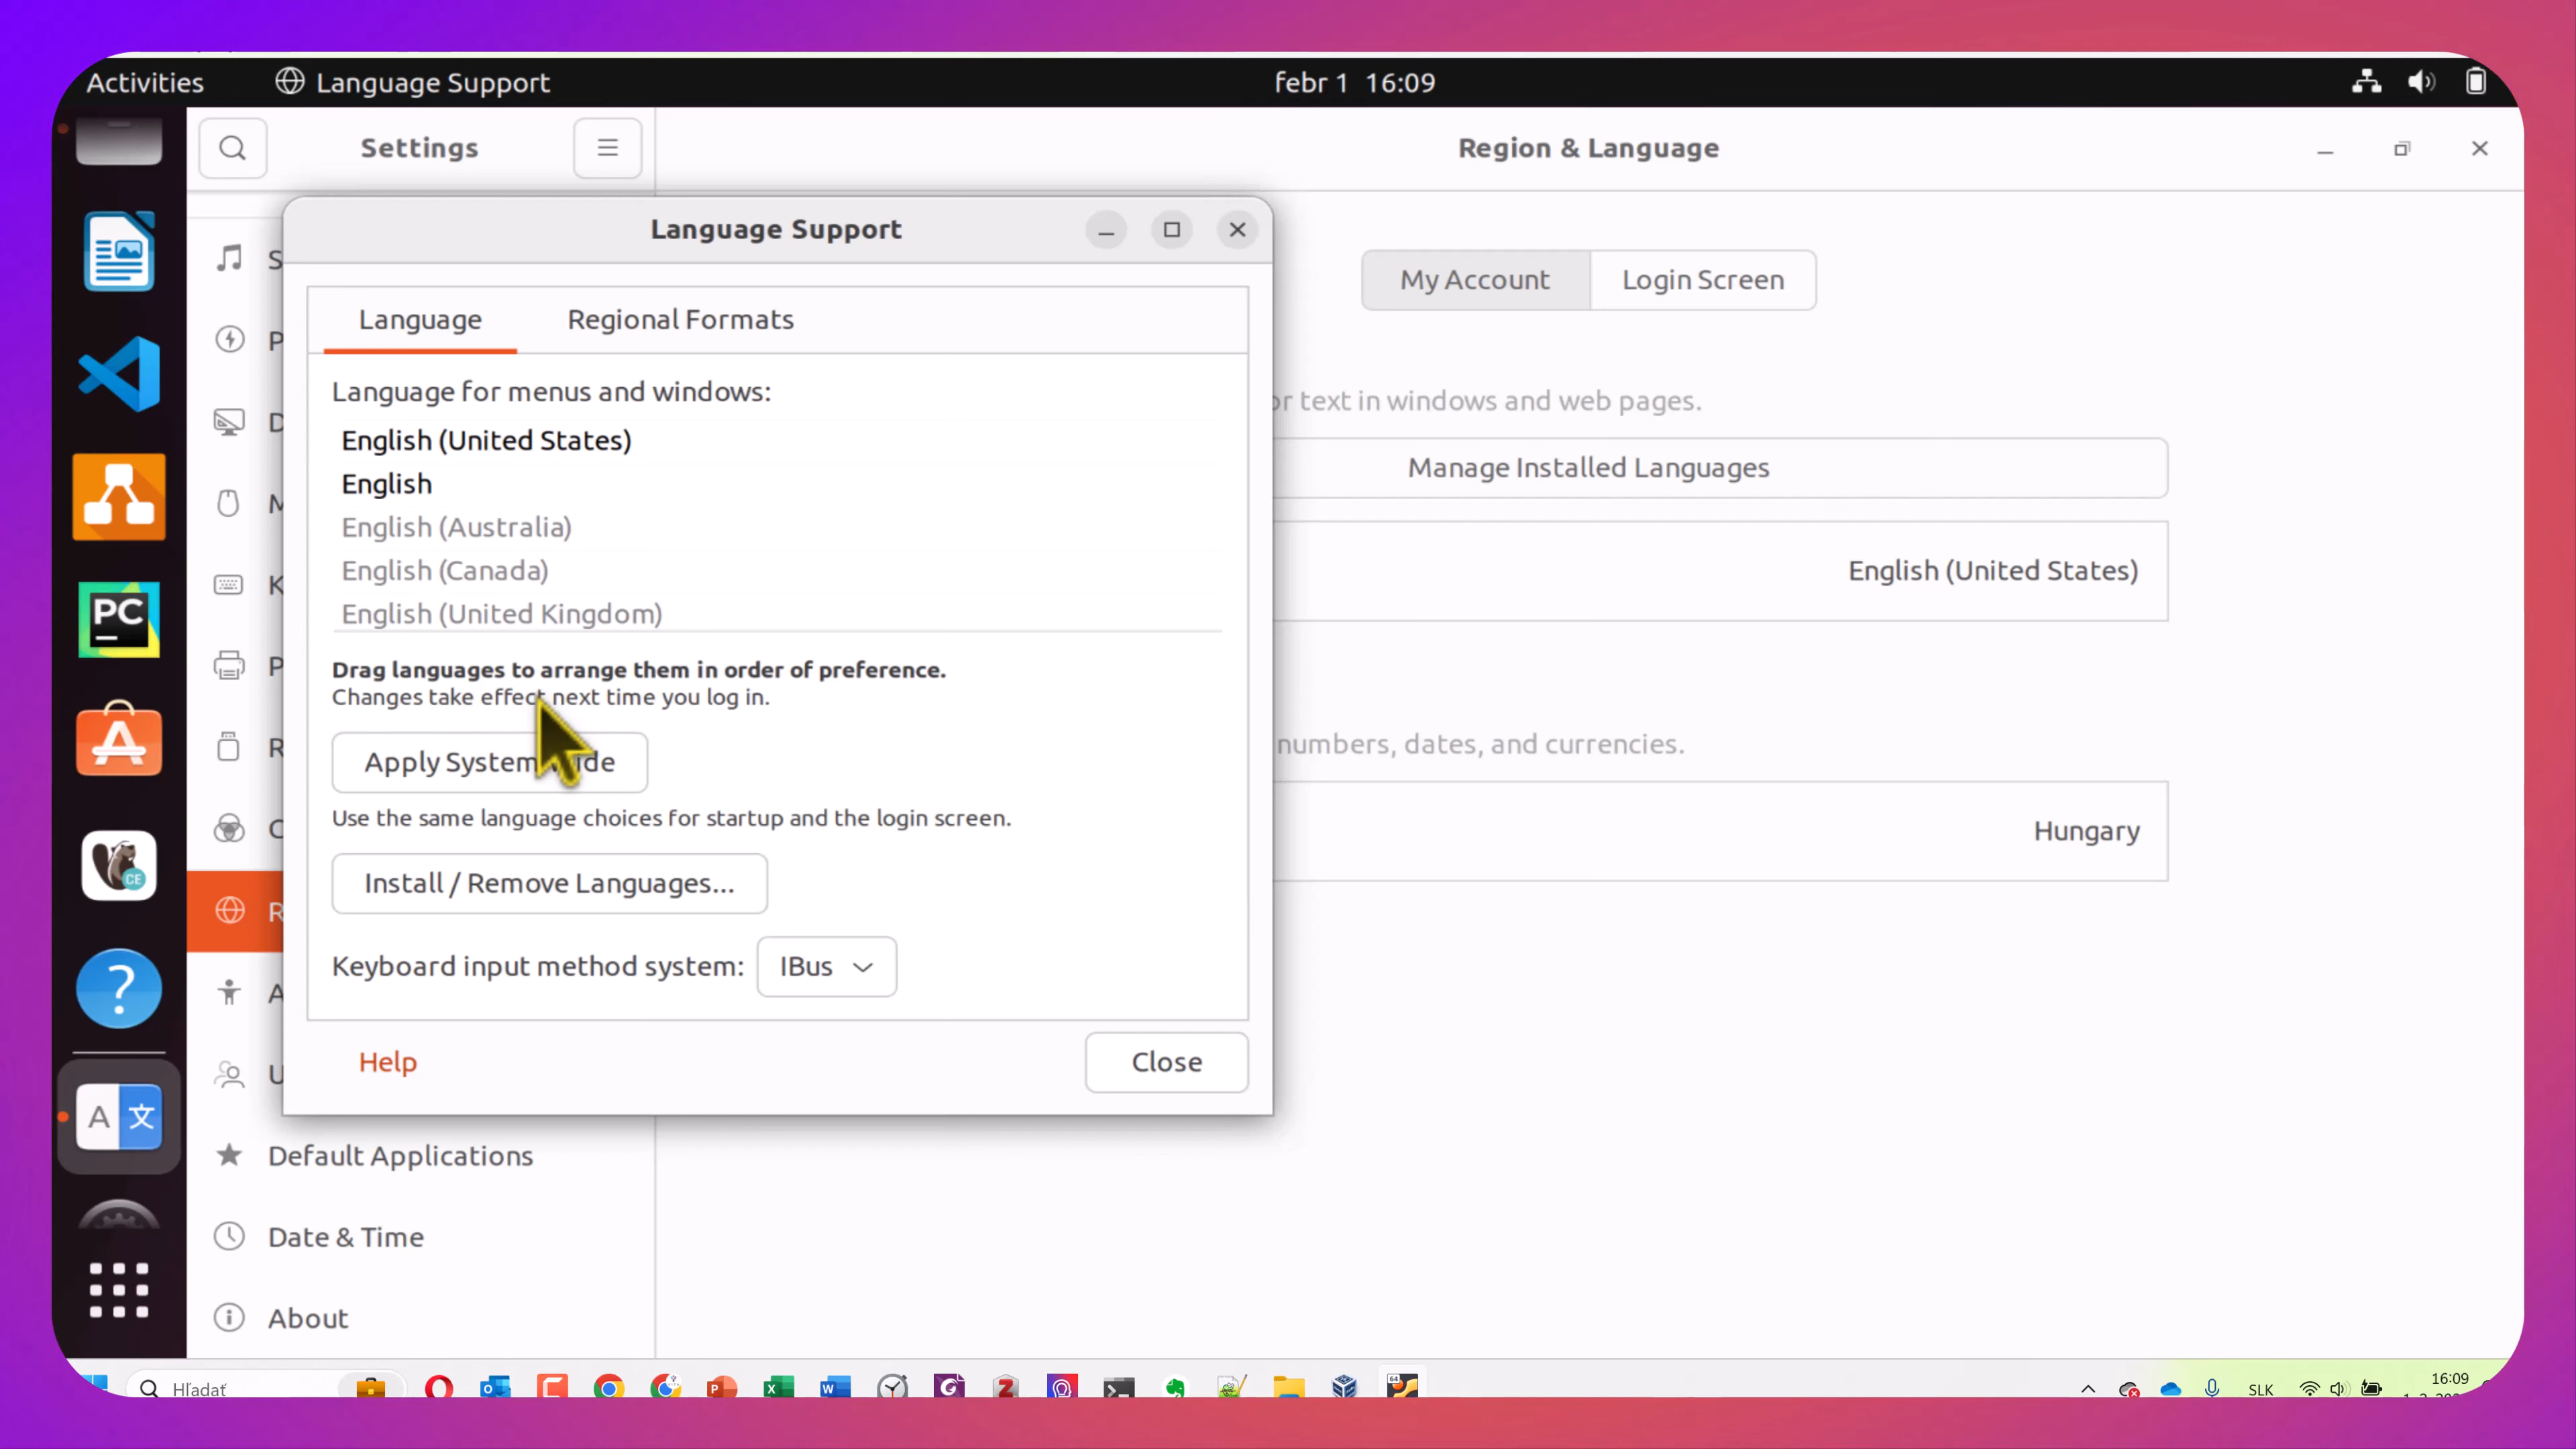 Activities
Language Support
febr 1 16:09
Settings
Region & Language
Language Support
My Account
Login Screen
Language
Regional Formats
Language for menus and windows:
English (United States)
English
English (Australia)
English (Canada)
English (United Kingdom)
Drag languages to arrange them in order of preference.
Changes take effect next time you log in.
Apply System
Use the same language choices for startup and the login screen.
Install / Remove Languages...
Keyboard input method system:
IBus
Help
Close
text in windows and web pages.
Manage Installed Languages
English (United States)
numbers, dates, and currencies.
Hungary
S
P
D
M
K
P
R
C
R
A
U
Default Applications
Date & Time
About
PC
CE
?
A 文
Hľadať
SLK
16:09